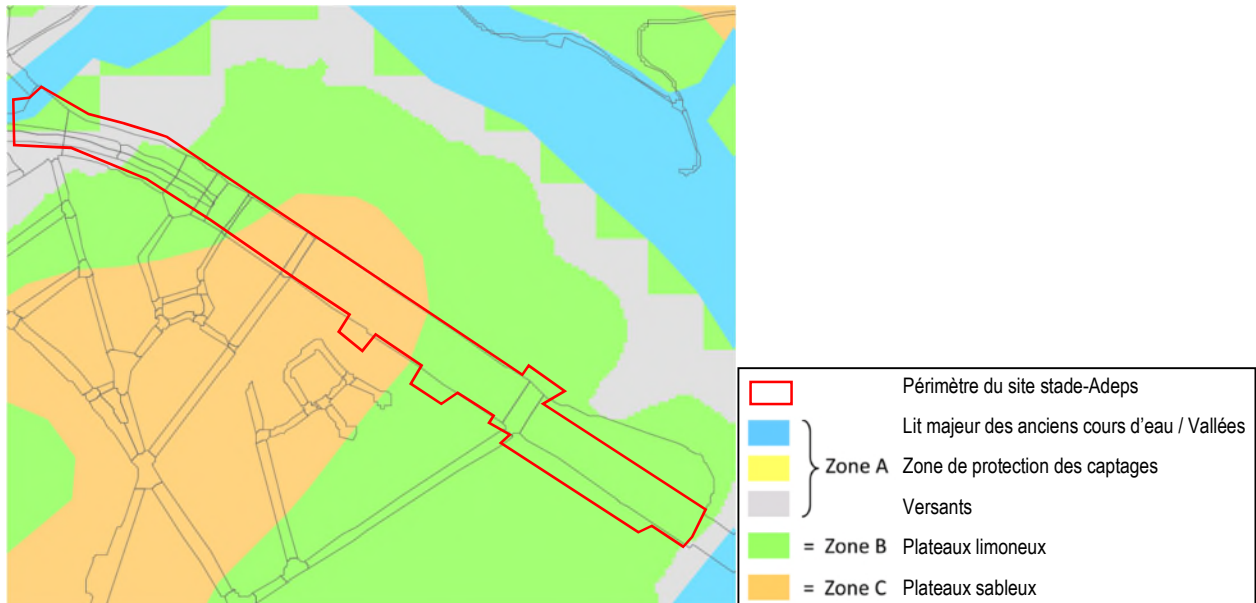 Périmètre du site stade-Adeps
Lit majeur des anciens cours d'eau / Vallées
Zone A Zone de protection des captages
Versants
= Zone B Plateaux limoneux
= Zone C Plateaux sableux